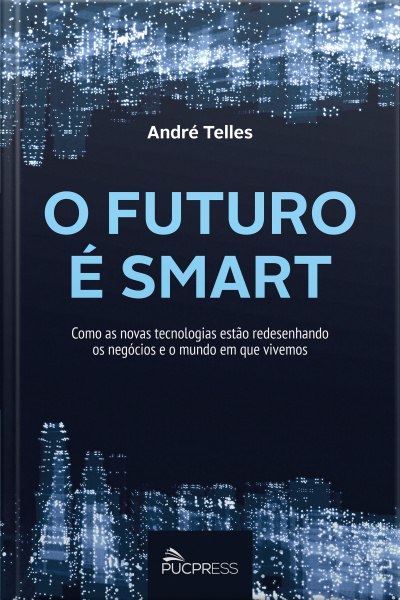 André Telles
O FUTURO
É SMART
Como as novas tecnologias estão redesenhando
os negócios e o mundo em que vivemos
PUCPRESS